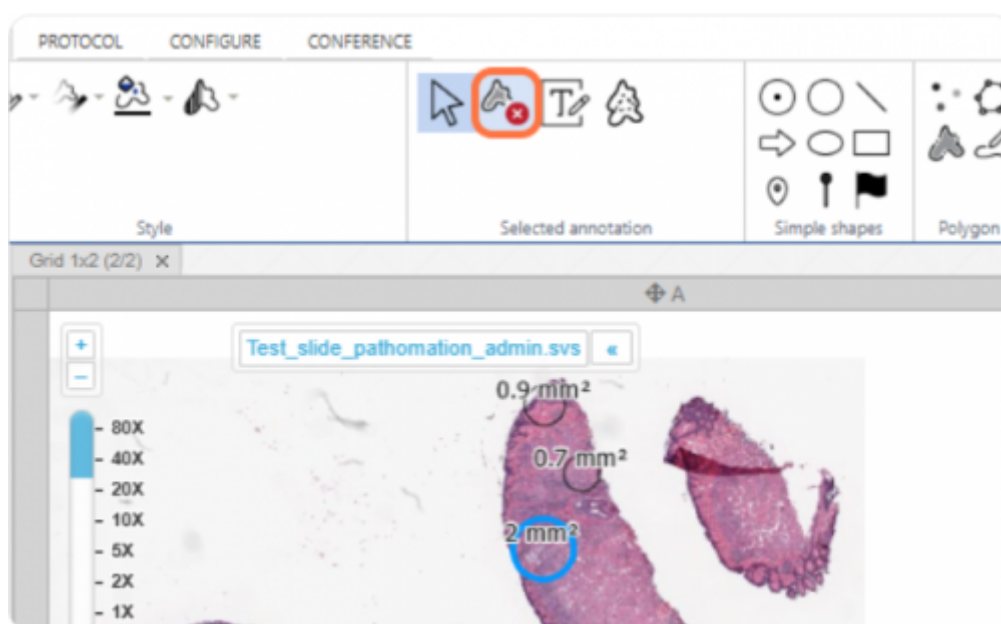 PROTOCOL CONFIGURE CONFERENCE
Style Selected annotation Simple shapes Polygon
Grid 1x2 (2/2)
A
Test_slide_pathomation_admin.svs «
+
−
0.9 mm²
80X
0.7 mm²
40X
20X
10X
2 mm²
5X
2X
1X